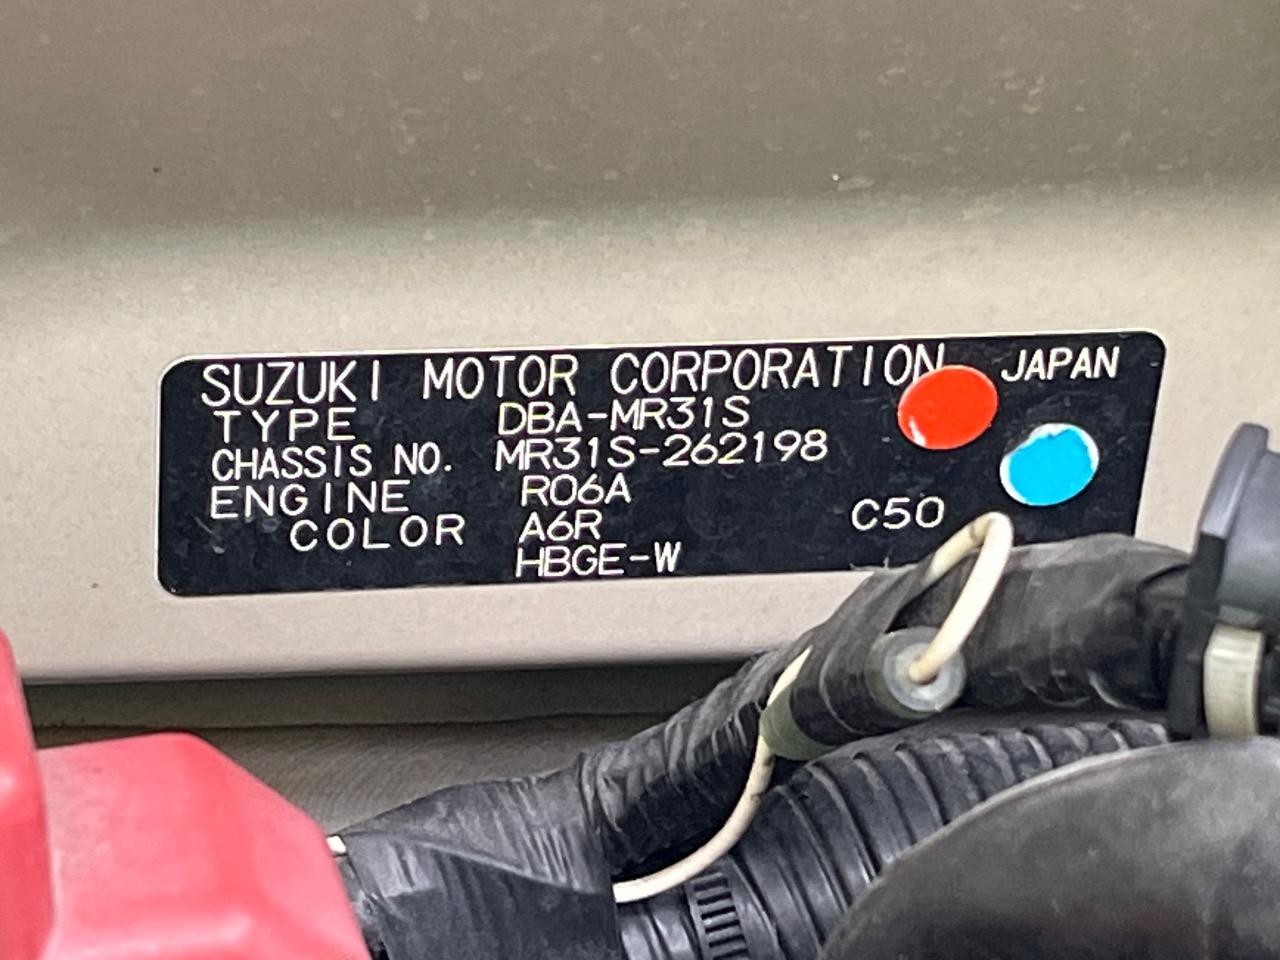 SUZUKI MOTOR CORPORATION JAPAN
TYPE DBA-MR31S
CHASSIS NO. MR31S-262198
ENGINE R06A
COLOR A6R C50
HBGE-W